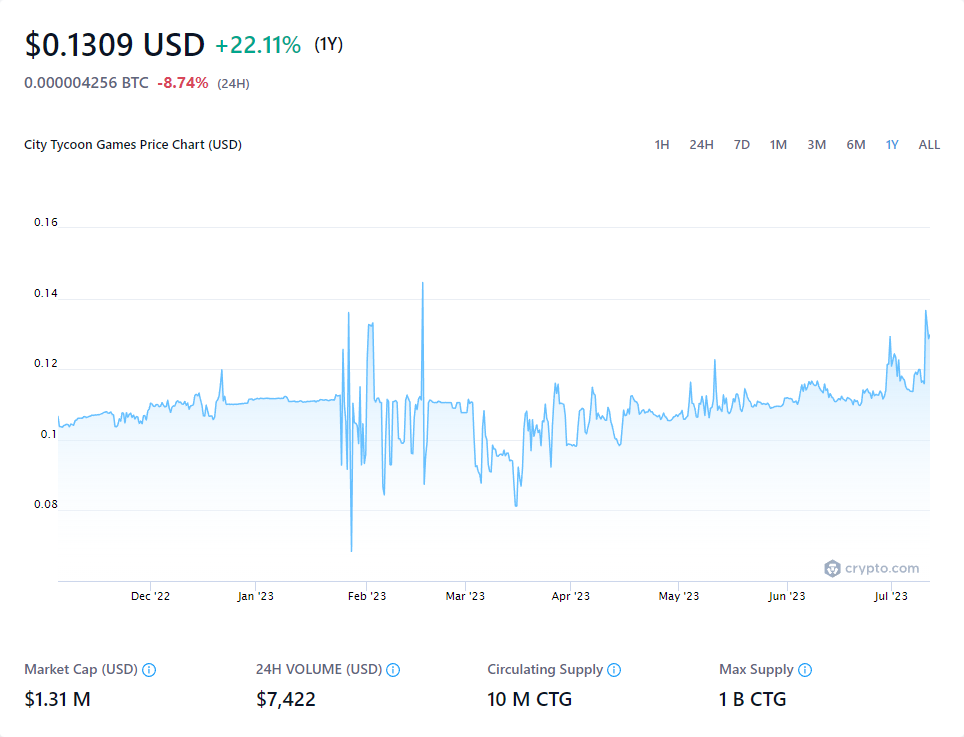 $0.1309 USD +22.11% (1Y)
0.000004256 BTC -8.74% (24H)
City Tycoon Games Price Chart (USD) 1H 24H 7D 1M 3M 6M 1Y ALL
0.16
0.14
0.12
0.1
0.08
crypto.com
Dec '22 Jan '23 Feb '23 Mar '23 Apr '23 May '23 Jun '23 Jul '23
Market Cap (USD) 24H VOLUME (USD) Circulating Supply Max Supply
$1.31 M $7,422 10 M CTG 1 B CTG